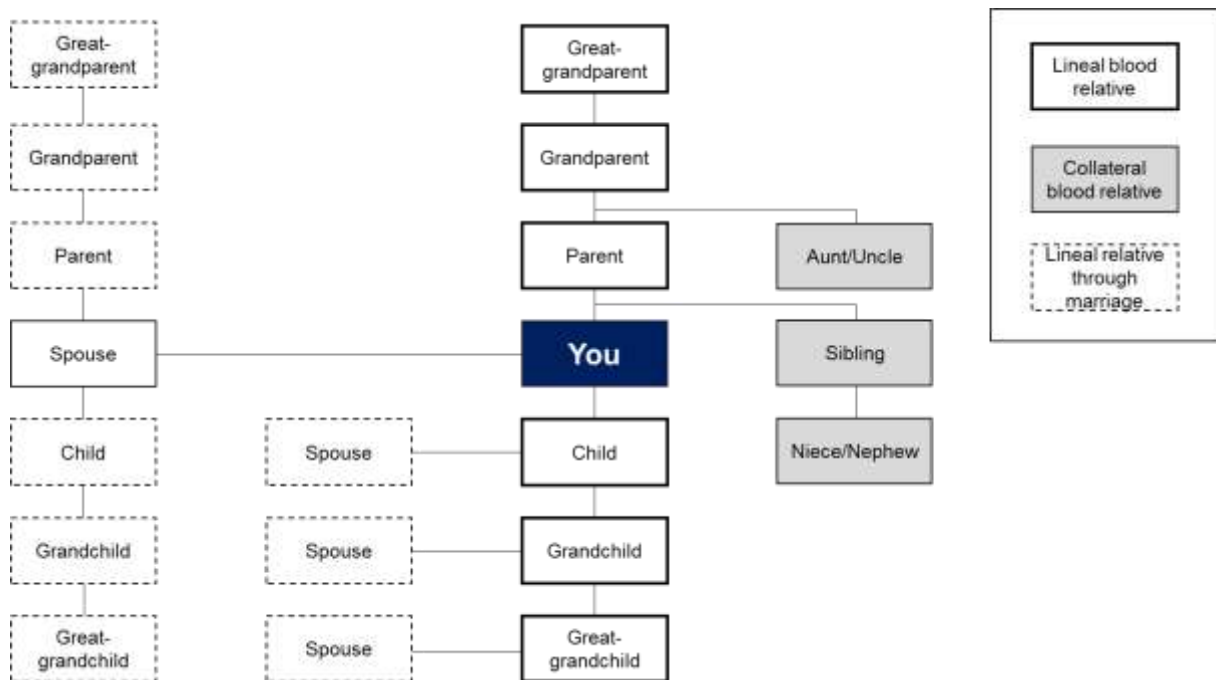 Great-
grandparent
Great-
grandparent
Lineal blood
relative
Grandparent
Grandparent
Collateral
blood relative
Parent
Parent
Aunt/Uncle
Lineal relative
through
marriage
Spouse
You
Sibling
Child
Spouse
Child
Niece/Nephew
Grandchild
Spouse
Grandchild
Great-
grandchild
Spouse
Great-
grandchild